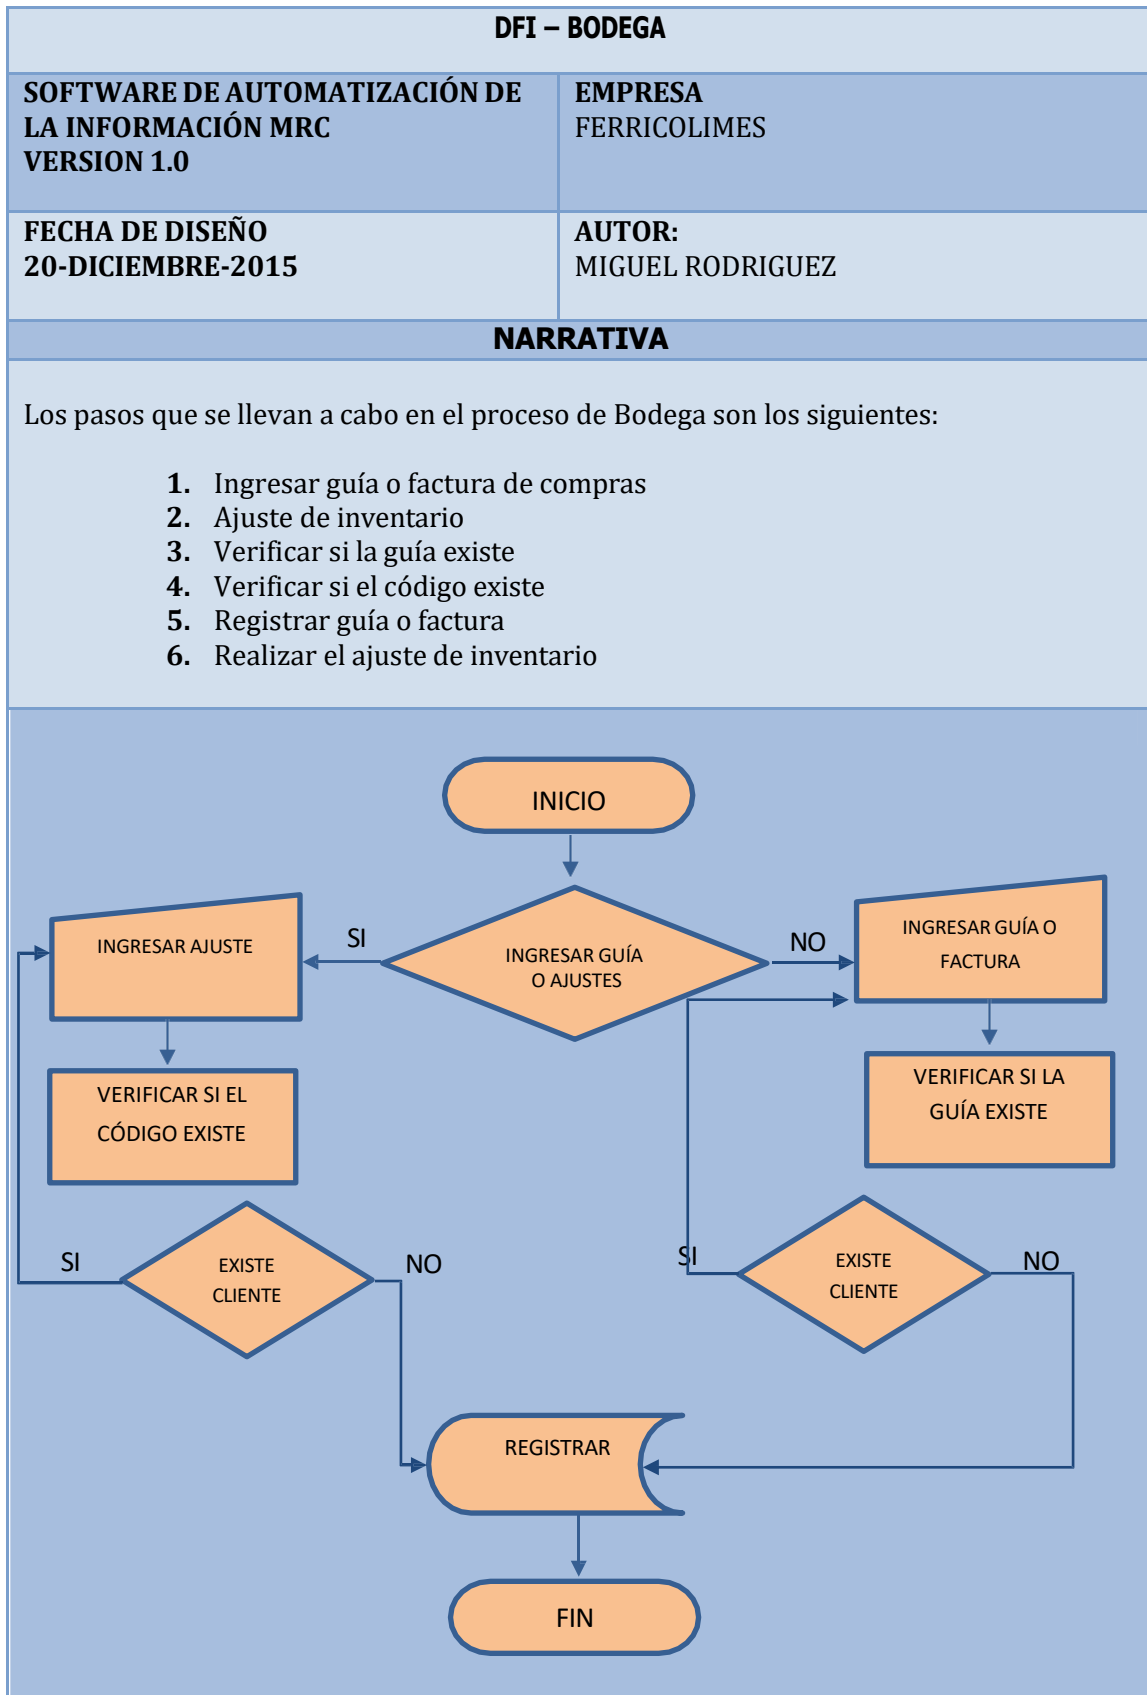 DFI – BODEGA
SOFTWARE DE AUTOMATIZACIÓN DE
LA INFORMACIÓN MRC
VERSION 1.0
EMPRESA
FERRICOLIMES
FECHA DE DISEÑO
20-DICIEMBRE-2015
AUTOR:
MIGUEL RODRIGUEZ
NARRATIVA
Los pasos que se llevan a cabo en el proceso de Bodega son los siguientes:
1. Ingresar guía o factura de compras
2. Ajuste de inventario
3. Verificar si la guía existe
4. Verificar si el código existe
5. Registrar guía o factura
6. Realizar el ajuste de inventario
INICIO
INGRESAR AJUSTE
SI
INGRESAR GUÍA
O AJUSTES
NO
INGRESAR GUÍA O
FACTURA
VERIFICAR SI EL
CÓDIGO EXISTE
VERIFICAR SI LA
GUÍA EXISTE
SI
EXISTE
CLIENTE
NO
SI
EXISTE
CLIENTE
NO
REGISTRAR
FIN